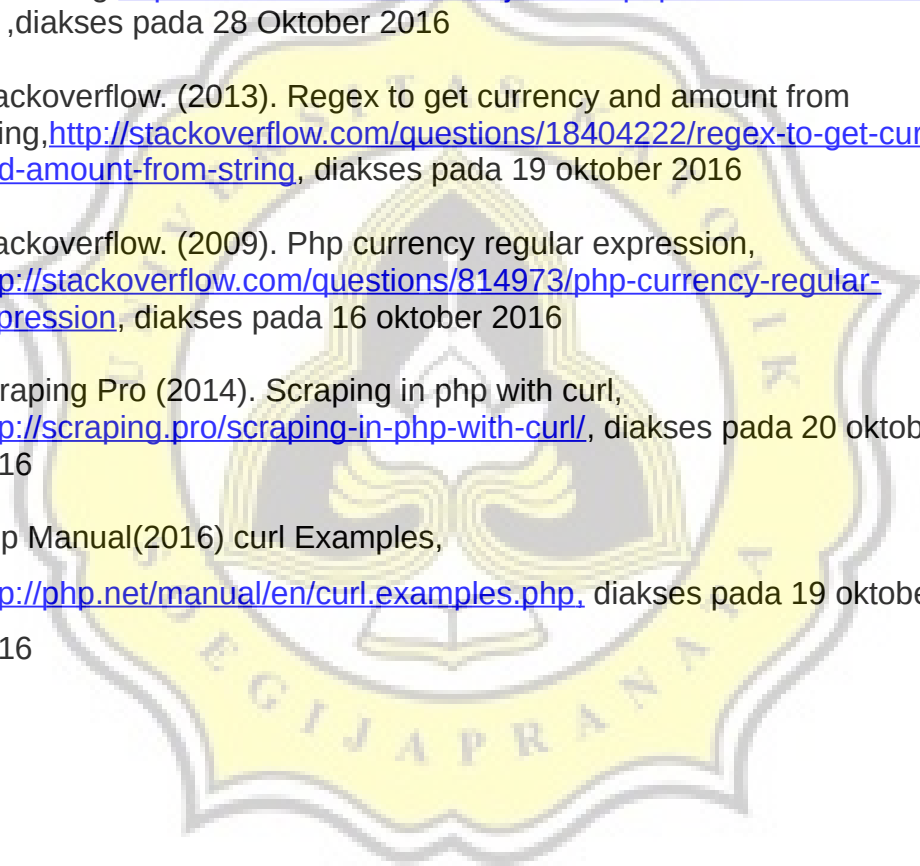 ,diakses pada 28 Oktober 2016
ackoverflow. (2013). Regex to get currency and amount from
ing,http://stackoverflow.com/questions/18404222/regex-to-get-cur
d-amount-from-string, diakses pada 19 oktober 2016
ackoverflow. (2009). Php currency regular expression,
p://stackoverflow.com/questions/814973/php-currency-regular-
pression, diakses pada 16 oktober 2016
raping Pro (2014). Scraping in php with curl,
p://scraping.pro/scraping-in-php-with-curl/, diakses pada 20 oktob
16
p Manual(2016) curl Examples,
p://php.net/manual/en/curl.examples.php, diakses pada 19 oktobe
16
UNIVERSITAS KATOLIK
SOEGIJAPRANATA